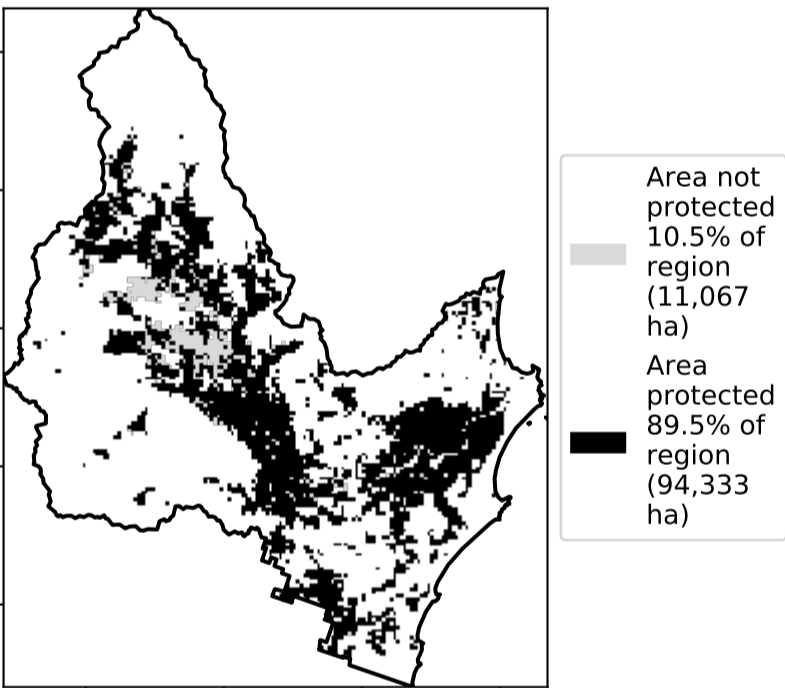 Area not
protected
10.5% of
region
(11,067
ha)
Area
protected
89.5% of
region
(94,333
ha)